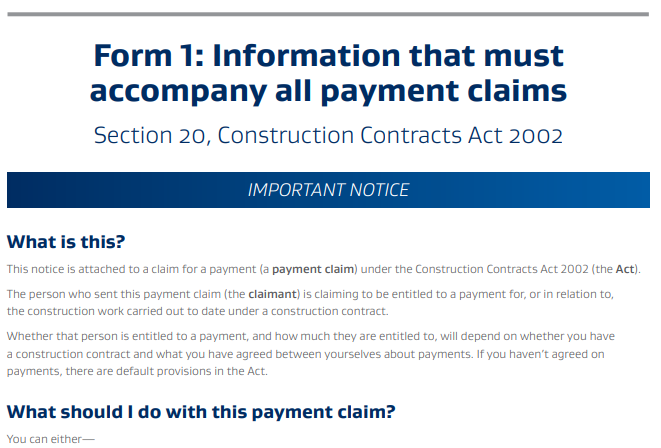 Form 1: Information that must
accompany all payment claims
Section 20, Construction Contracts Act 2002
IMPORTANT NOTICE
What is this?
This notice is attached to a claim for a payment (a payment claim) under the Construction Contracts Act 2002 (the Act).
The person who sent this payment claim (the claimant) is claiming to be entitled to a payment for, or in relation to,
the construction work carried out to date under a construction contract.
Whether that person is entitled to a payment, and how much they are entitled to, will depend on whether you have
a construction contract and what you have agreed between yourselves about payments. If you haven't agreed on
payments, there are default provisions in the Act.
What should I do with this payment claim?
You can either—